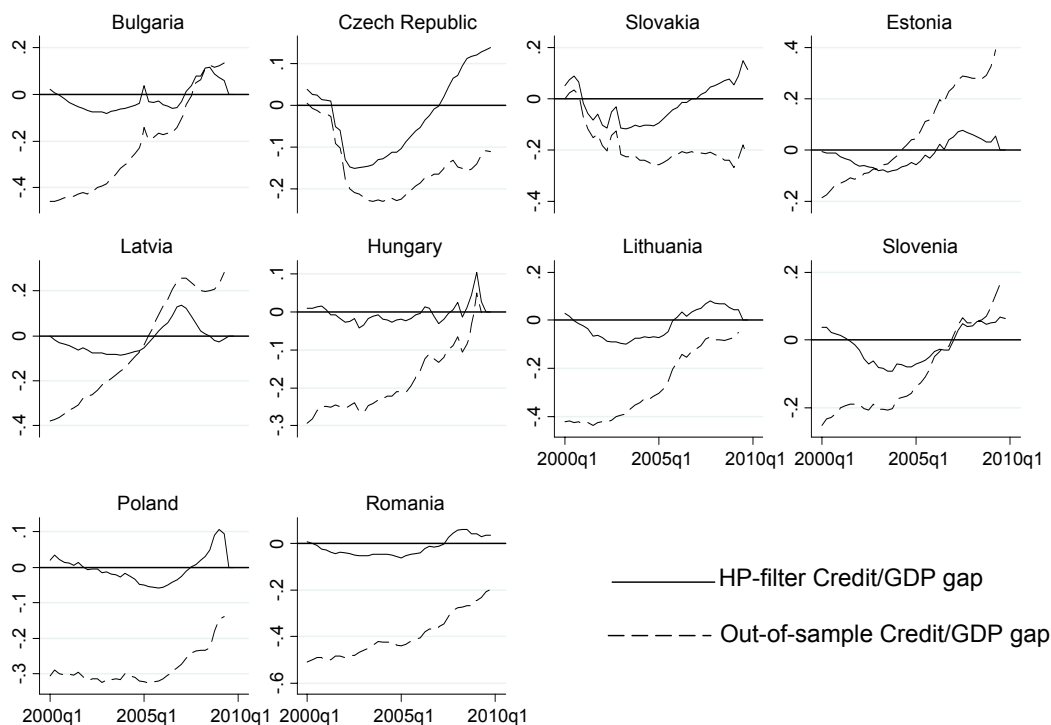 Bulgaria
.2
0
-.2
-.4
Czech Republic
.1
0
-.1
-.2
Slovakia
.2
0
-.2
-.4
Estonia
.4
.2
0
-.2
Latvia
.2
0
-.2
-.4
Hungary
.1
0
-.1
-.2
-.3
Lithuania
.2
0
-.2
-.4
2000q1 2005q1 2010q1
Slovenia
.2
0
-.2
2000q1 2005q1 2010q1
Poland
.1
0
-.1
-.2
-.3
2000q1 2005q1 2010q1
Romania
0
-.2
-.4
-.6
2000q1 2005q1 2010q1
HP-filter Credit/GDP gap
Out-of-sample Credit/GDP gap